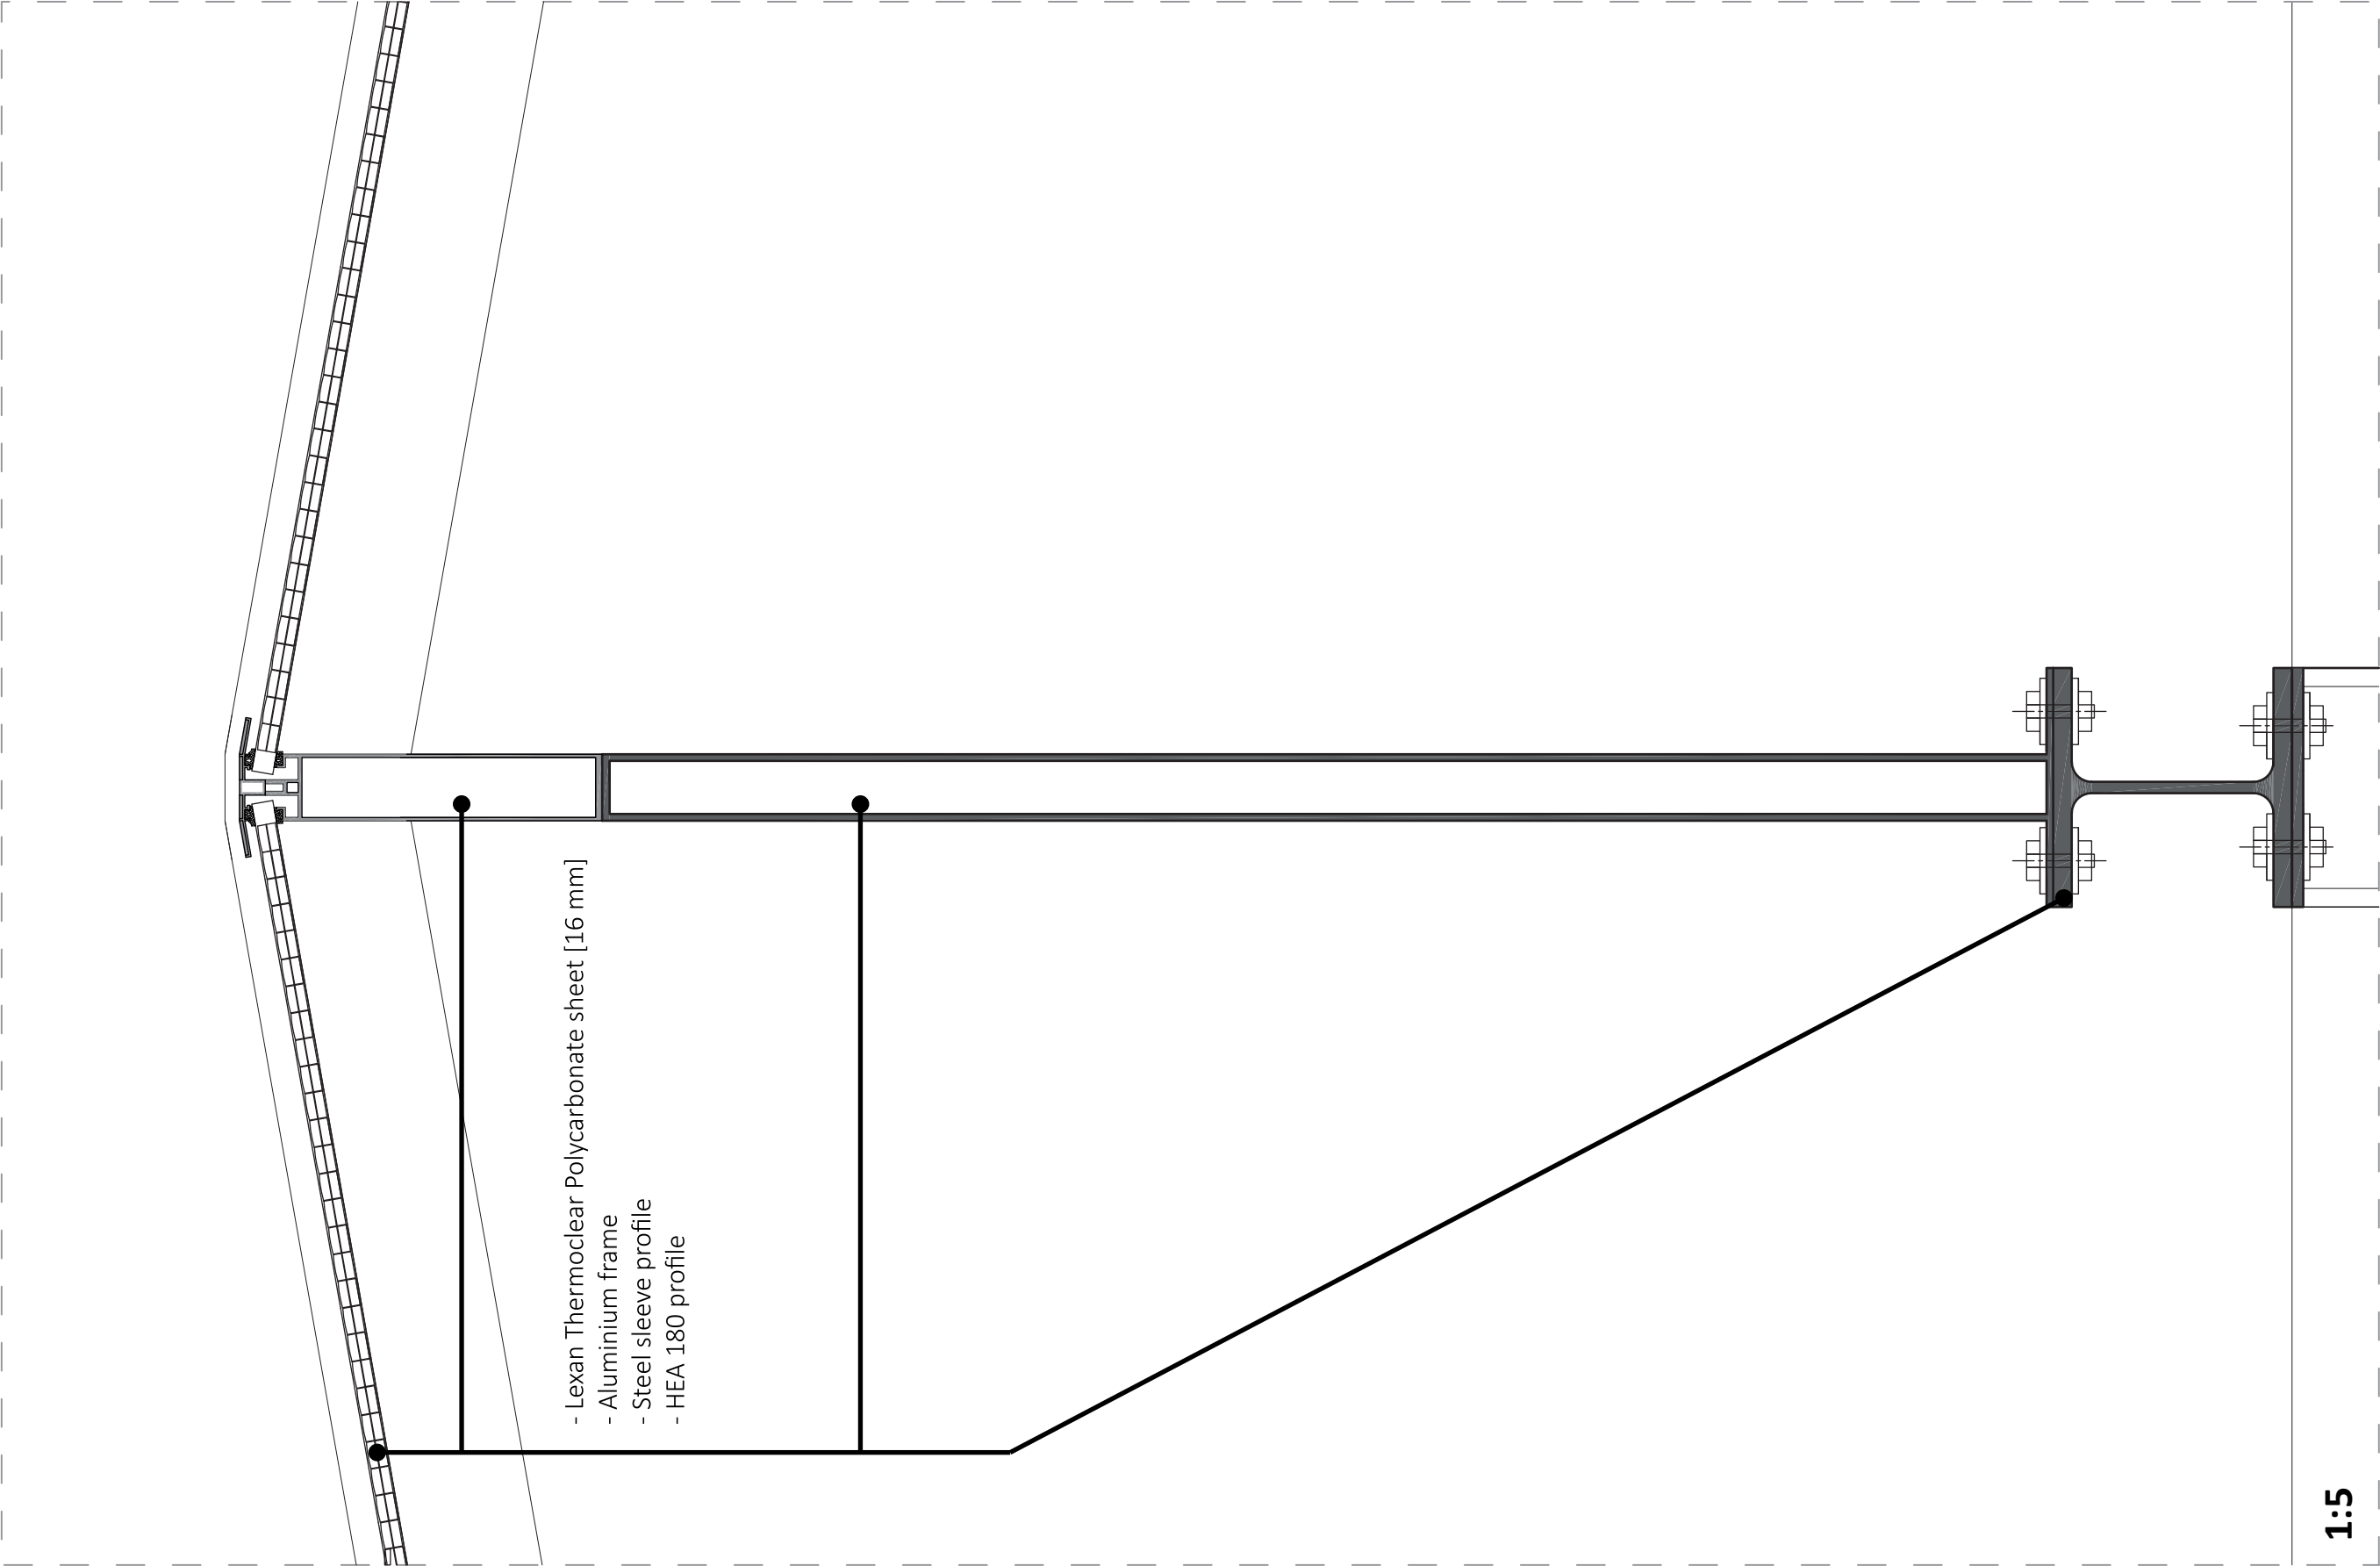 - Lexan Thermoclear Polycarbonate sheet [16 mm]
- Aluminium frame
- Steel sleeve profile
- HEA 180 profile
1:5